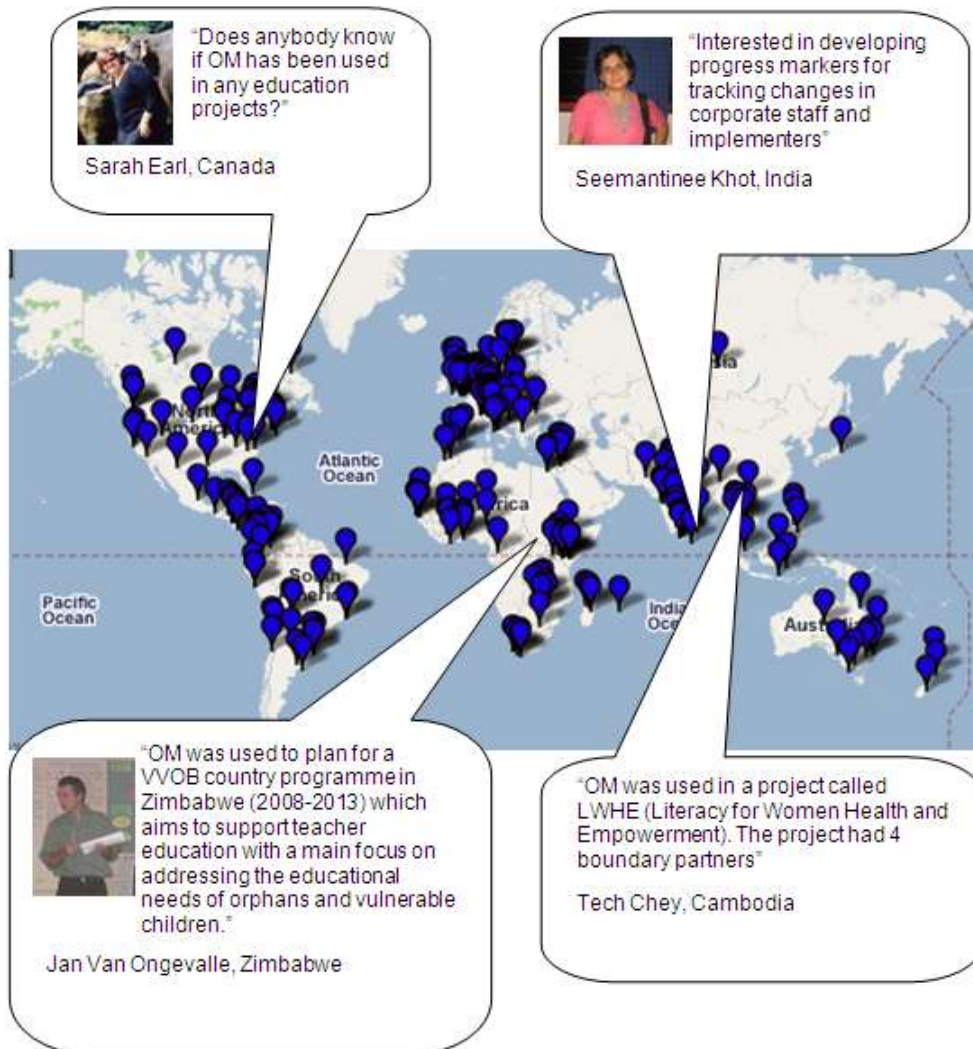 “Does anybody know
if OM has been used
in any education
projects?”
Sarah Earl, Canada
“Interested in developing
progress markers for
tracking changes in
corporate staff and
implementers”
Seemantinee Khot, India
North
America
Atlantic
Ocean
South
Pacific
Ocean
“OM was used to plan for a
VVOB country programme in
Zimbabwe (2008-2013) which
aims to support teacher
education with a main focus on
addressing the educational
needs of orphans and vulnerable
children.”
Jan Van Ongevalle, Zimbabwe
“OM was used in a project called
LWHE (Literacy for Women Health and
Empowerment). The project had 4
boundary partners”
Tech Chey, Cambodia